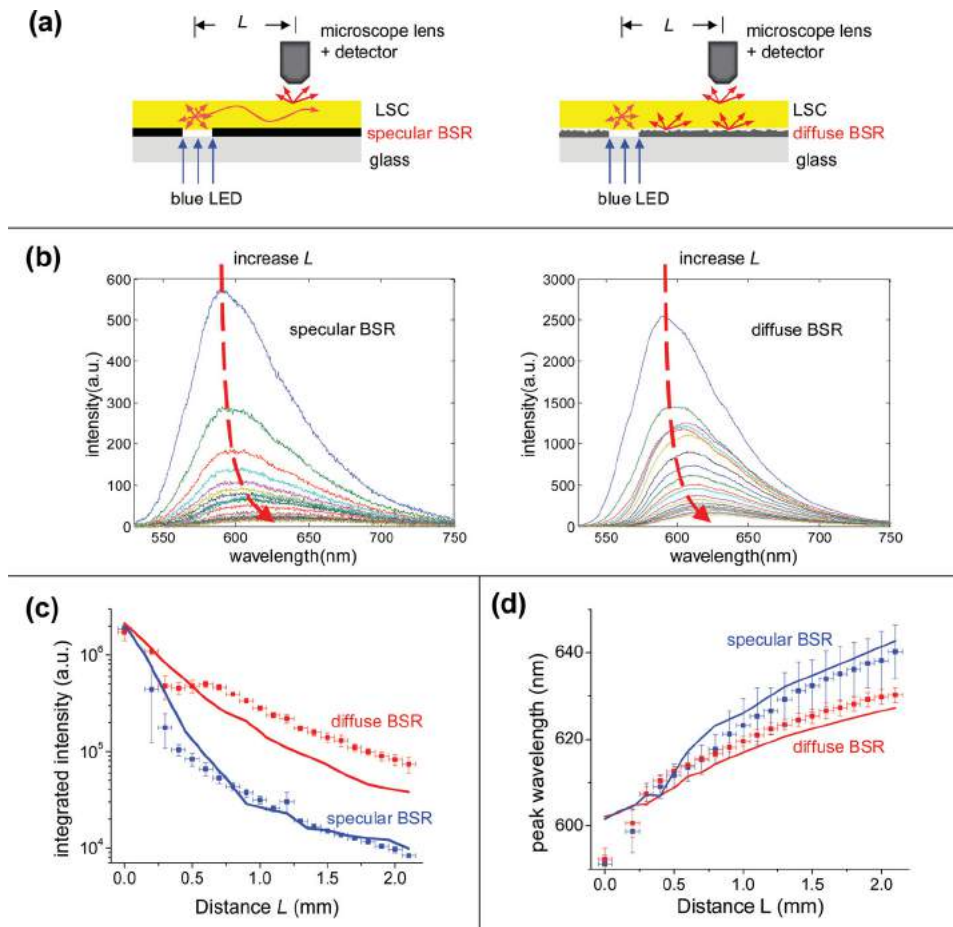 (a)
L
microscope lens
+ detector
LSC
specular BSR
glass
blue LED
L
microscope lens
+ detector
LSC
diffuse BSR
glass
blue LED
(b)
increase L
specular BSR
600
500
400
300
200
100
0
550
600
650
700
750
intensity(a.u.)
wavelength(nm)
increase L
diffuse BSR
3000
2500
2000
1500
1000
500
0
550
600
650
700
750
intensity(a.u.)
wavelength(nm)
(c)
10⁶
10⁵
10⁴
integrated intensity (a.u.)
diffuse BSR
specular BSR
0.0
0.5
1.0
1.5
2.0
Distance L (mm)
(d)
640
620
600
peak wavelength (nm)
specular BSR
diffuse BSR
0.0
0.5
1.0
1.5
2.0
Distance L (mm)